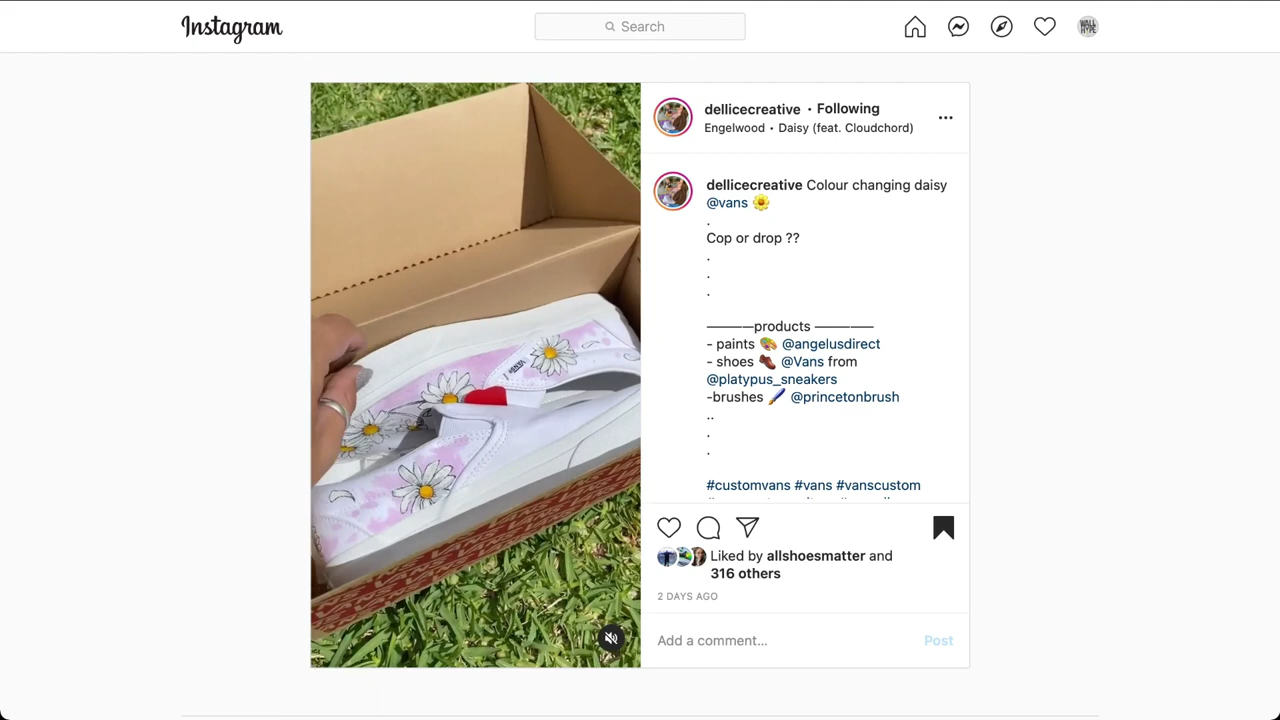 Instagram
Search
WALL HYPE
dellicecreative • Following
Engelwood • Daisy (feat. Cloudchord)
dellicecreative Colour changing daisy
@vans 🌼
.
Cop or drop ??
.
.
.
————products —————
- paints 🎨 @angelusdirect
- shoes 👞 @Vans from
@platypus_sneakers
-brushes 🖌️ @princetonbrush
..
.
.
#customvans #vans #vanscustom
Liked by allshoesmatter and
316 others
2 DAYS AGO
Add a comment...
Post